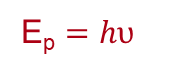 Eₚ = hυ